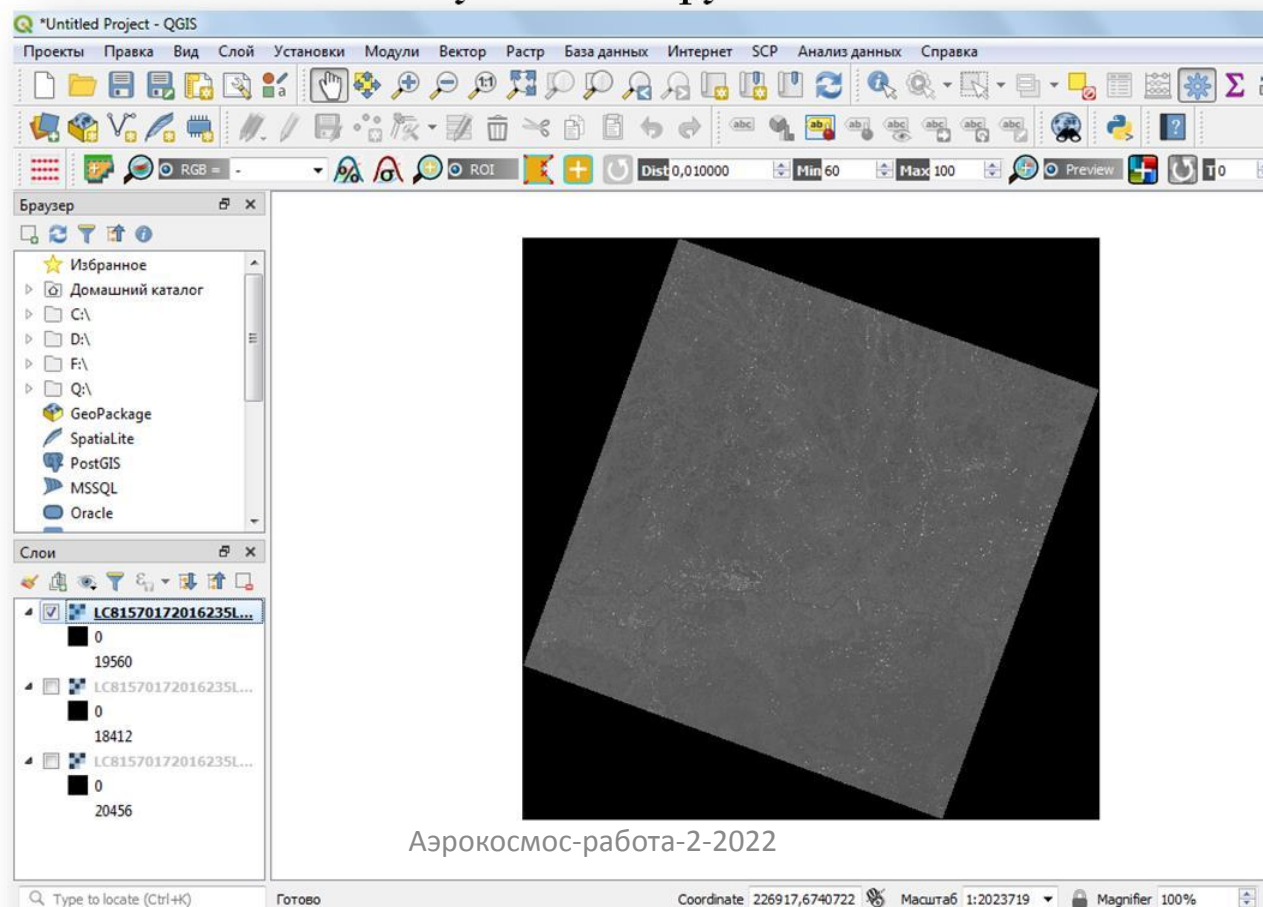 *Untitled Project - QGIS
Проекты Правка Вид Слой Установки Модули Вектор Растр База данных Интернет SCP Анализ данных Справка
RGB = - ROI Dist 0,010000 Min 60 Max 100 Preview T 0
Браузер
Избранное
Домашний каталог
C:\
D:\
F:\
Q:\
GeoPackage
SpatiaLite
PostGIS
MSSQL
Oracle
Слои
LC81570172016235L...
0
19560
LC81570172016235L...
0
18412
LC81570172016235L...
0
20456
Аэрокосмос-работа-2-2022
Type to locate (Ctrl+K) Готово Coordinate 226917,6740722 Масштаб 1:2023719 Magnifier 100%